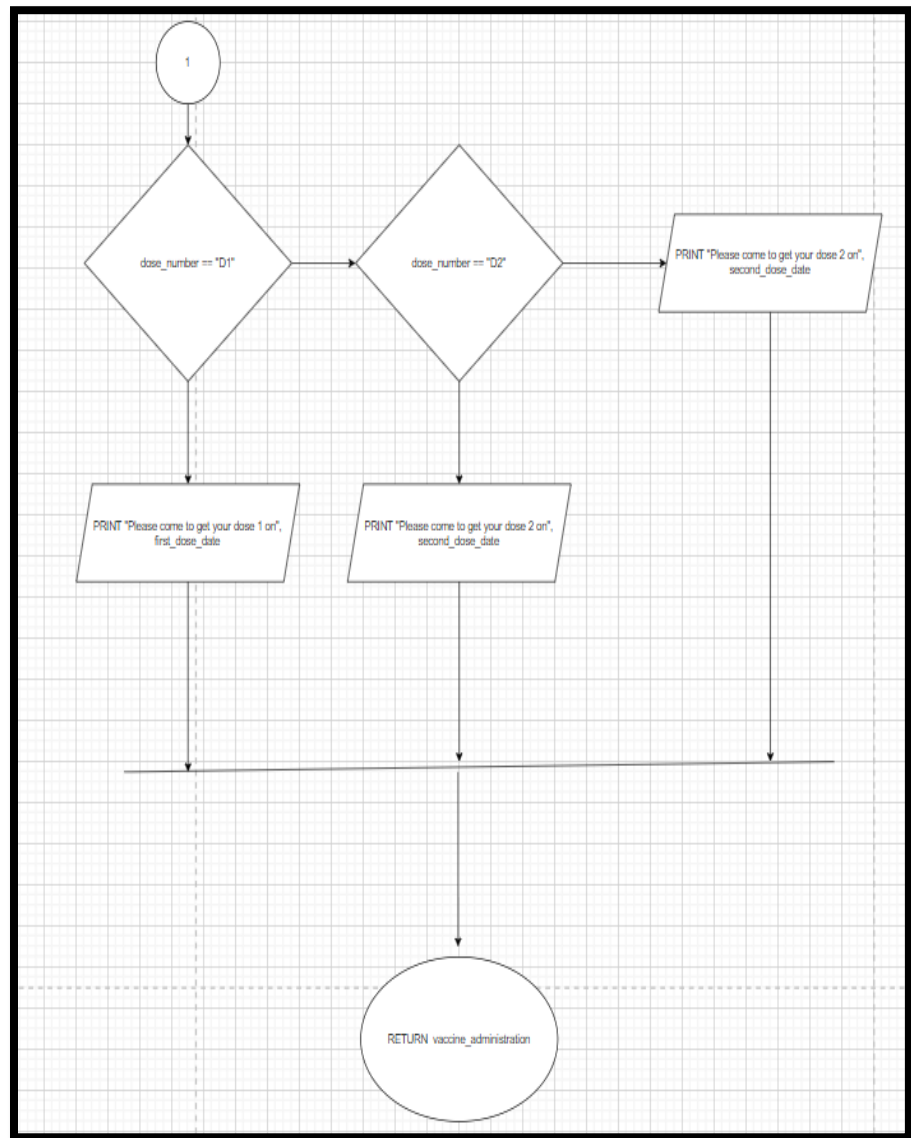 1
dose_number == "D1"
dose_number == "D2"
PRINT "Please come to get your dose 2 on",
second_dose_date
PRINT "Please come to get your dose 1 on",
first_dose_date
PRINT "Please come to get your dose 2 on",
second_dose_date
RETURN vaccine_administration